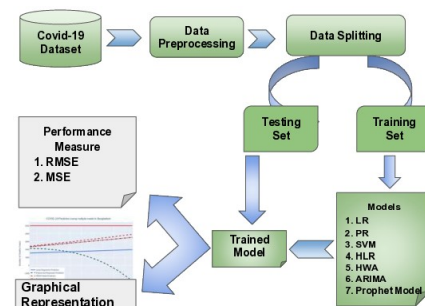 Covid-19
Dataset
Data
Preprocessing
Data Splitting
Testing
Set
Training
Set
Performance
Measure
1. RMSE
2. MSE
Models
1. LR
2. PR
3. SVM
4. HLR
5. HWA
6. ARIMA
7. Prophet Model
Trained
Model
Graphical
Representation